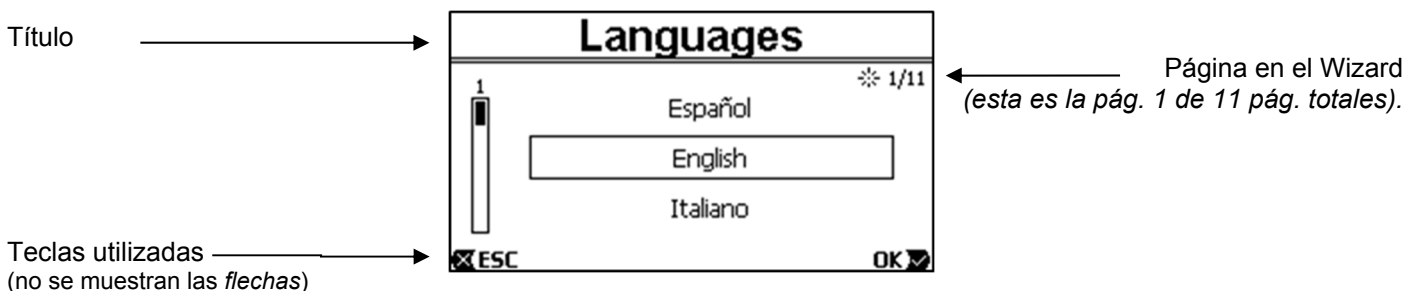 Título
Languages
1
1/11
Página en el Wizard
(esta es la pág. 1 de 11 pág. totales).
Español
English
Italiano
Teclas utilizadas
(no se muestran las flechas)
ESC
OK